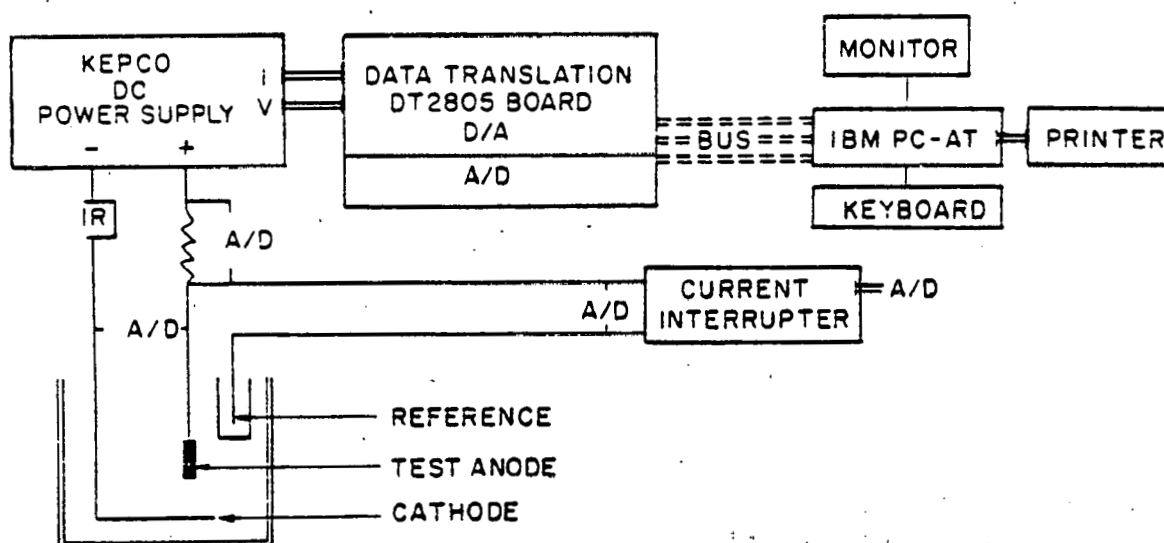 KEPCO
DC
POWER SUPPLY
i
V
-
+
DATA TRANSLATION
DT2805 BOARD
D/A
A/D
BUS
MONITOR
IBM PC-AT
PRINTER
KEYBOARD
IR
A/D
A/D
A/D
CURRENT
INTERRUPTER
A/D
REFERENCE
TEST ANODE
CATHODE